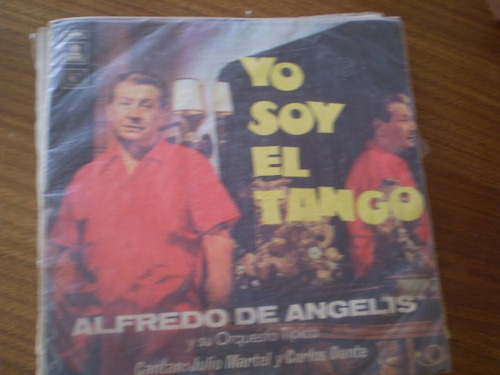 YO
SOY
EL
TANGO
ALFREDO DE ANGELIS
y su Orquesta Típica
Cantan: Julio Martel y Carlos Dante